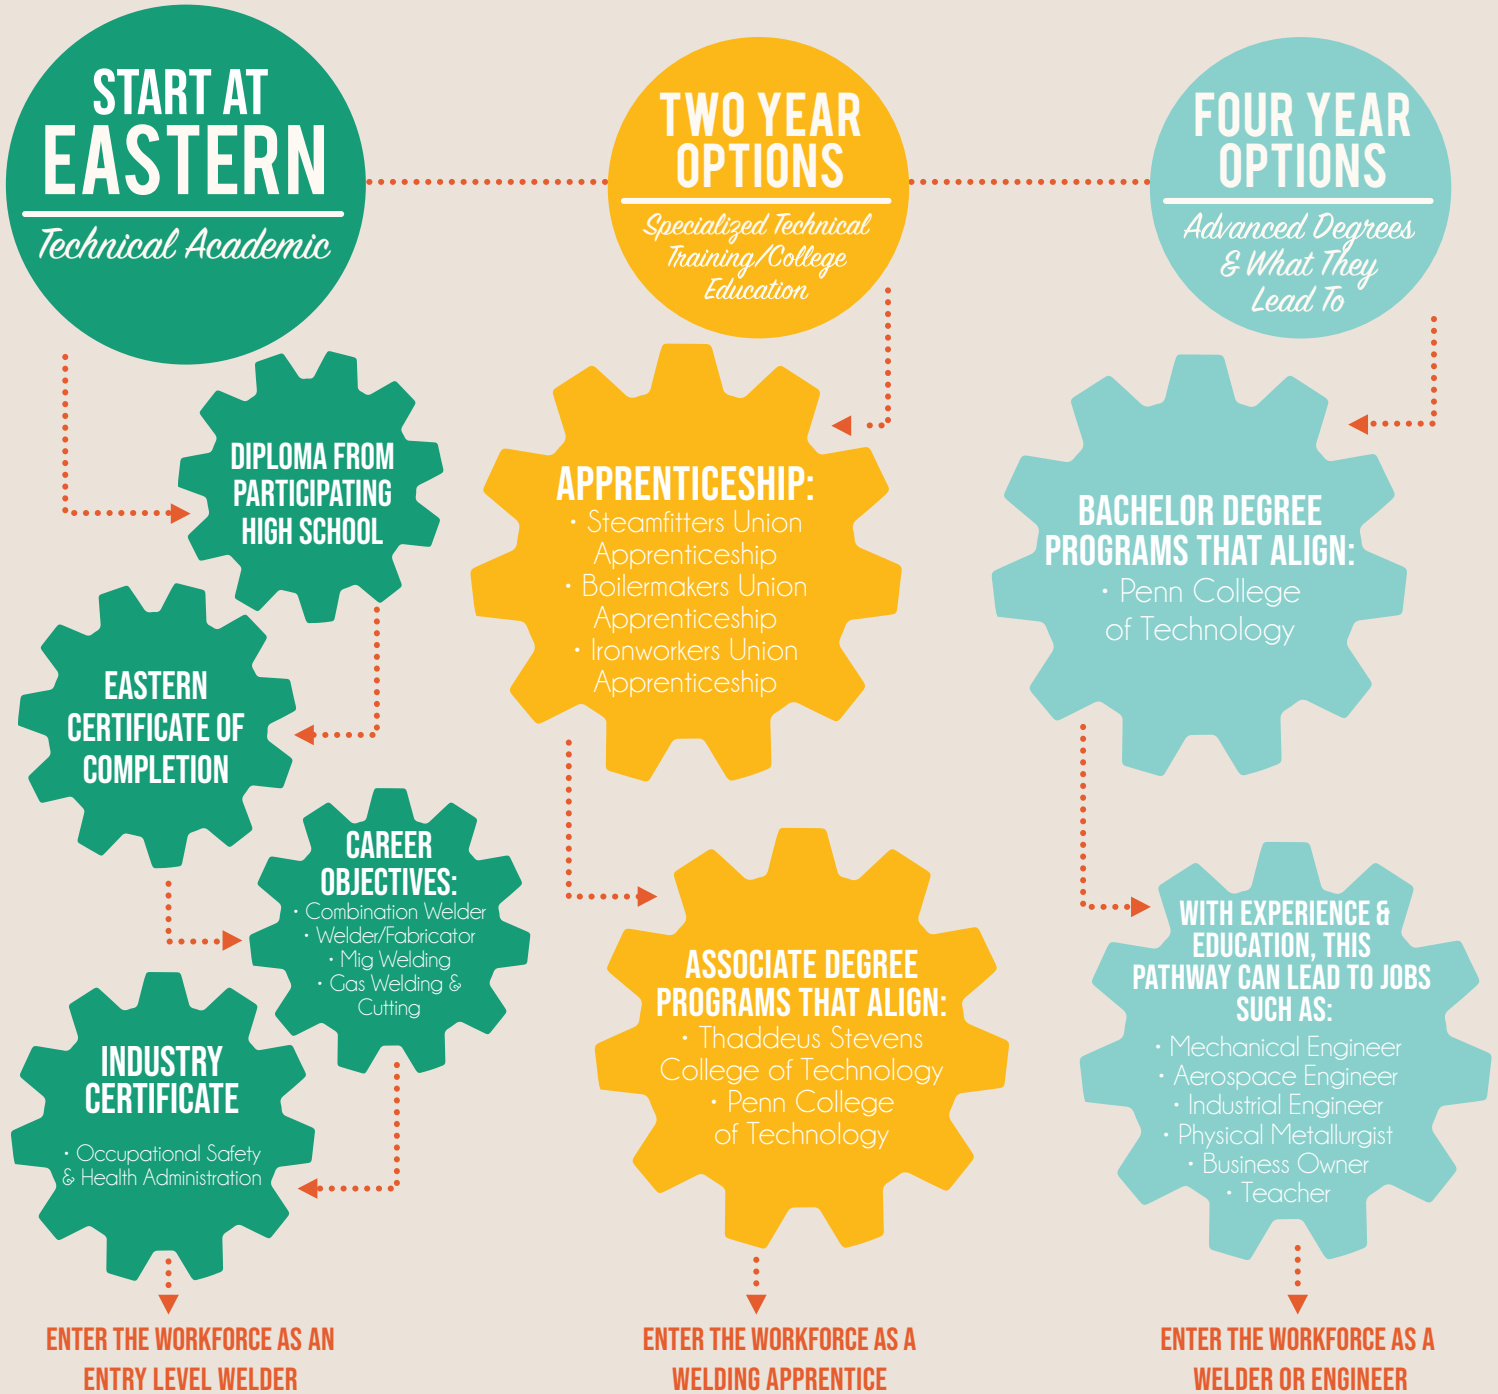 START AT
EASTERN
Technical Academic
DIPLOMA FROM
PARTICIPATING
HIGH SCHOOL
EASTERN
CERTIFICATE OF
COMPLETION
CAREER
OBJECTIVES:
• Combination Welder
• Welder/Fabricator
• Mig Welding
• Gas Welding &
Cutting
INDUSTRY
CERTIFICATE
• Occupational Safety
& Health Administration
ENTER THE WORKFORCE AS AN
ENTRY LEVEL WELDER
TWO YEAR
OPTIONS
Specialized Technical
Training/College
Education
APPRENTICESHIP:
• Steamfitters Union
Apprenticeship
• Boilermakers Union
Apprenticeship
• Ironworkers Union
Apprenticeship
ASSOCIATE DEGREE
PROGRAMS THAT ALIGN:
• Thaddeus Stevens
College of Technology
• Penn College
of Technology
ENTER THE WORKFORCE AS A
WELDING APPRENTICE
FOUR YEAR
OPTIONS
Advanced Degrees
& What They
Lead To
BACHELOR DEGREE
PROGRAMS THAT ALIGN:
• Penn College
of Technology
WITH EXPERIENCE &
EDUCATION, THIS
PATHWAY CAN LEAD TO JOBS
SUCH AS:
• Mechanical Engineer
• Aerospace Engineer
• Industrial Engineer
• Physical Metallurgist
• Business Owner
• Teacher
ENTER THE WORKFORCE AS A
WELDER OR ENGINEER